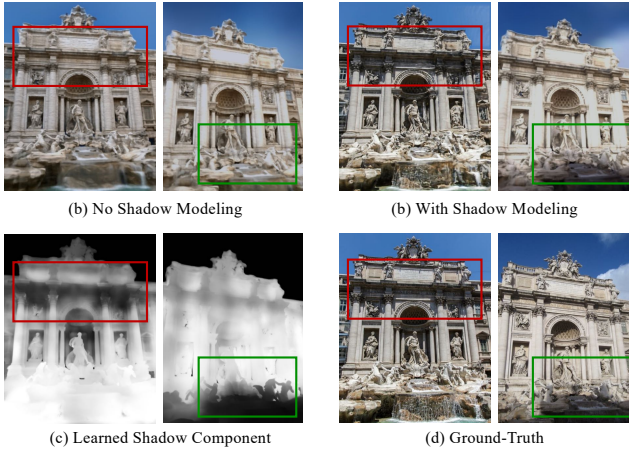 (b) No Shadow Modeling
(b) With Shadow Modeling
(c) Learned Shadow Component
(d) Ground-Truth